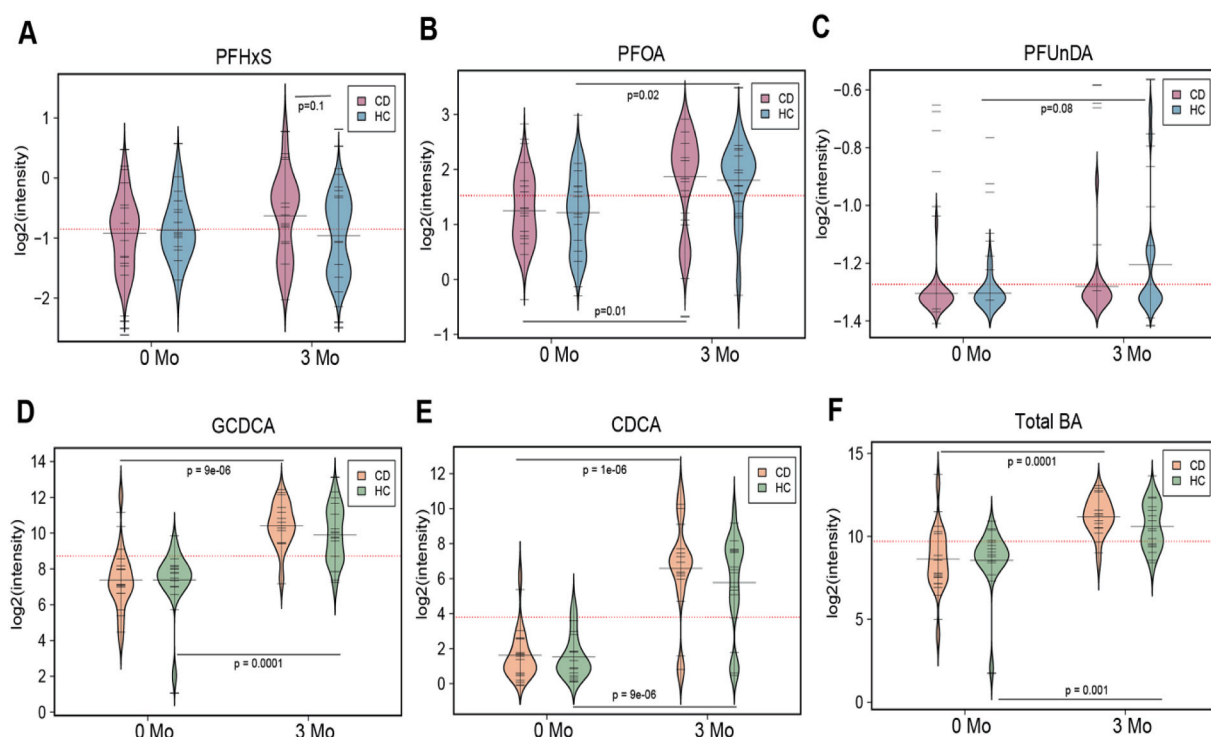 A
PFHxS
log2(intensity)
1
0
−1
−2
p=0.1
CD
HC
0 Mo
3 Mo
B
PFOA
log2(intensity)
3
2
1
0
−1
p=0.02
p=0.01
CD
HC
0 Mo
3 Mo
C
PFUnDA
log2(intensity)
−0.6
−0.8
−1.0
−1.2
−1.4
p=0.08
CD
HC
0 Mo
3 Mo
D
GCDCA
log2(intensity)
14
12
10
8
6
4
2
0
p = 9e-06
p = 0.0001
CD
HC
0 Mo
3 Mo
E
CDCA
log2(intensity)
12
10
8
6
4
2
0
p = 1e-06
p = 9e-06
CD
HC
0 Mo
3 Mo
F
Total BA
log2(intensity)
15
10
5
0
p = 0.0001
p = 0.001
CD
HC
0 Mo
3 Mo